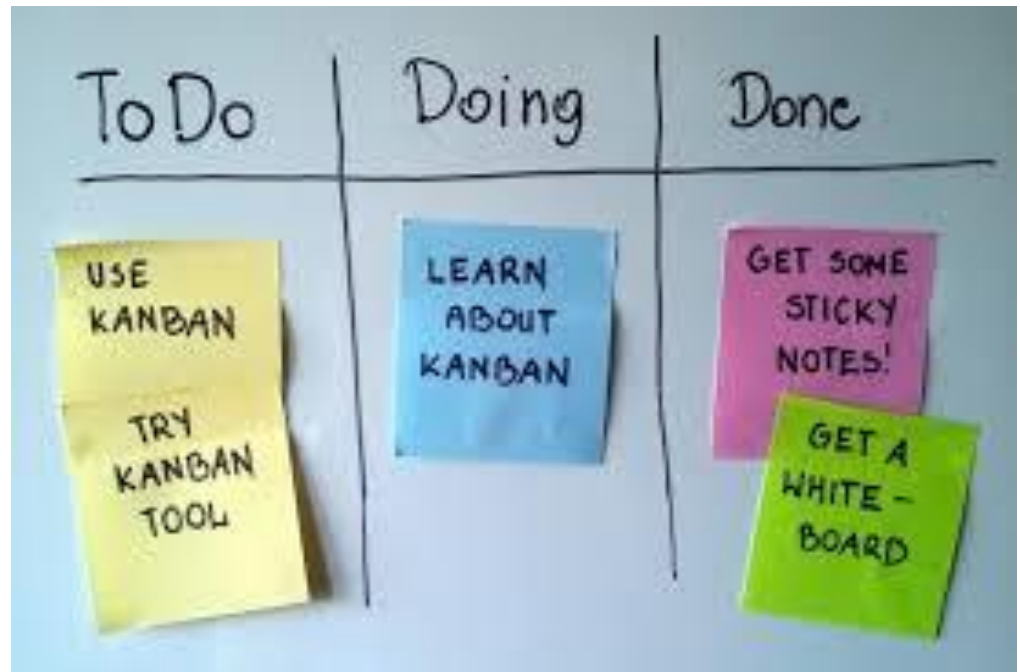 To Do
Doing
Done
USE
KANBAN
TRY
KANBAN
TOOL
LEARN
ABOUT
KANBAN
GET SOME
STICKY
NOTES!
GET A
WHITE-
BOARD